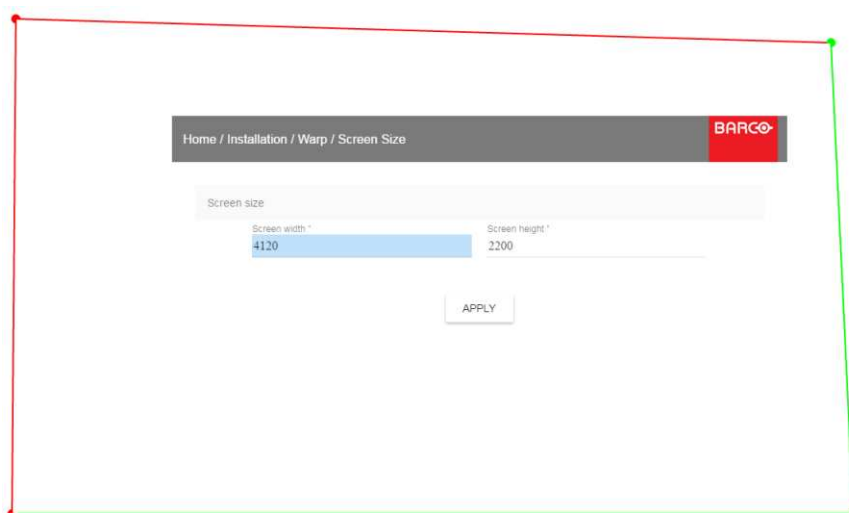 BARCO
Home / Installation / Warp / Screen Size
Screen size
Screen width *
Screen height *
4120
2200
APPLY